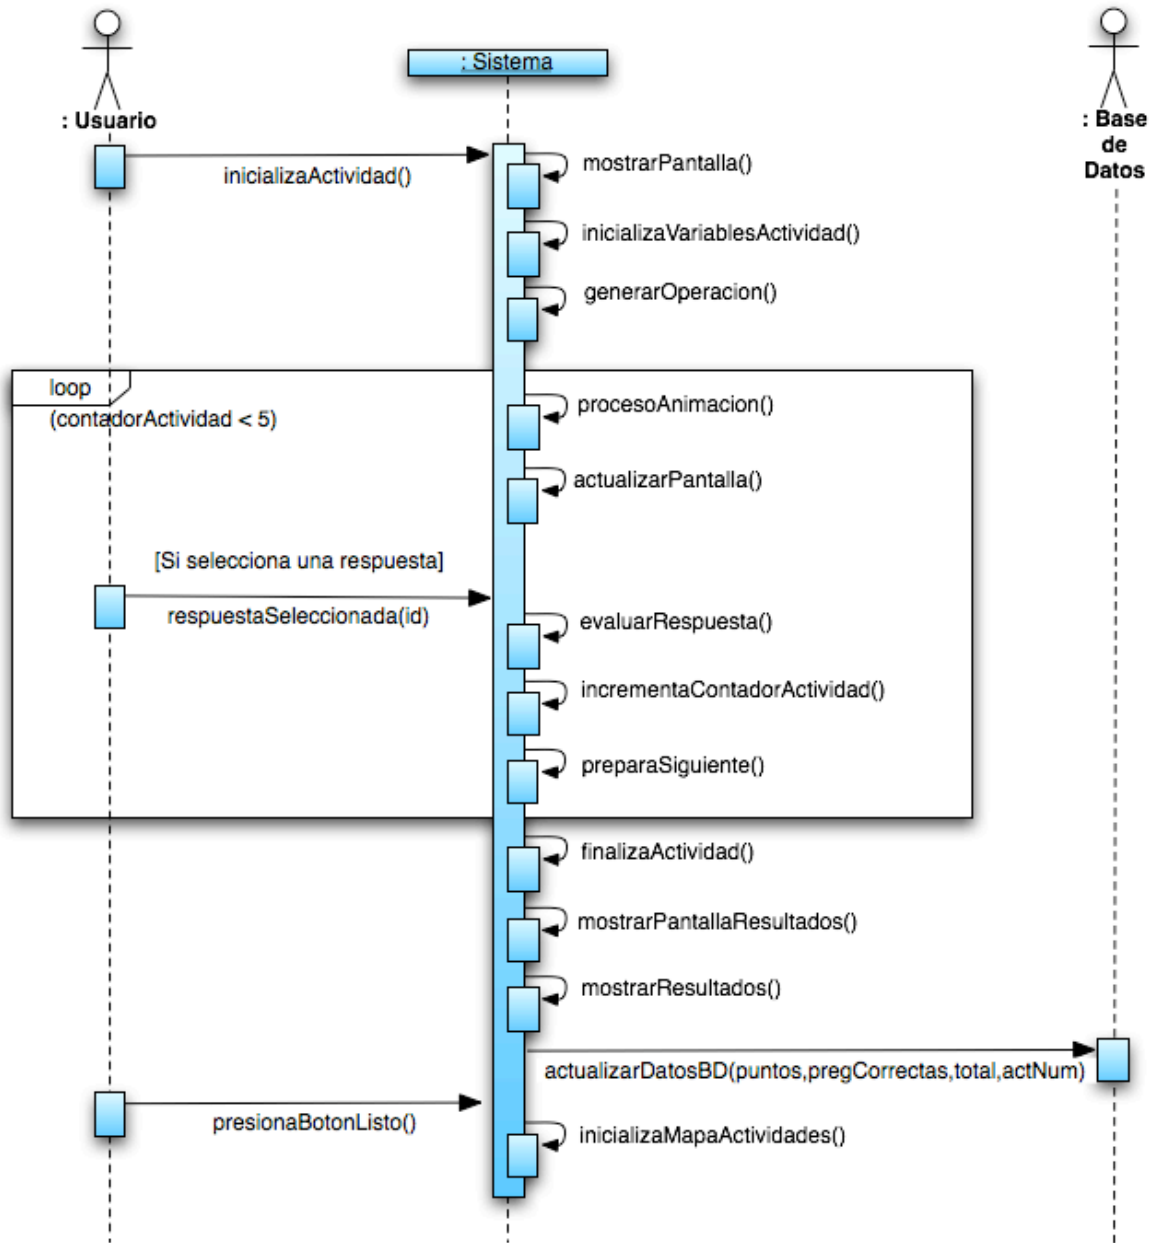 : Sistema
: Usuario
: Base
de
Datos
mostrarPantalla()
inicializaActividad()
inicializaVariablesActividad()
generarOperacion()
loop
(contadorActividad < 5)
procesoAnimacion()
actualizarPantalla()
[Si selecciona una respuesta]
respuestaSeleccionada(id)
evaluarRespuesta()
incrementaContadorActividad()
preparaSiguiente()
finalizaActividad()
mostrarPantallaResultados()
mostrarResultados()
actualizarDatosBD(puntos,pregCorrectas,total,actNum)
presionaBotonListo()
inicializaMapaActividades()